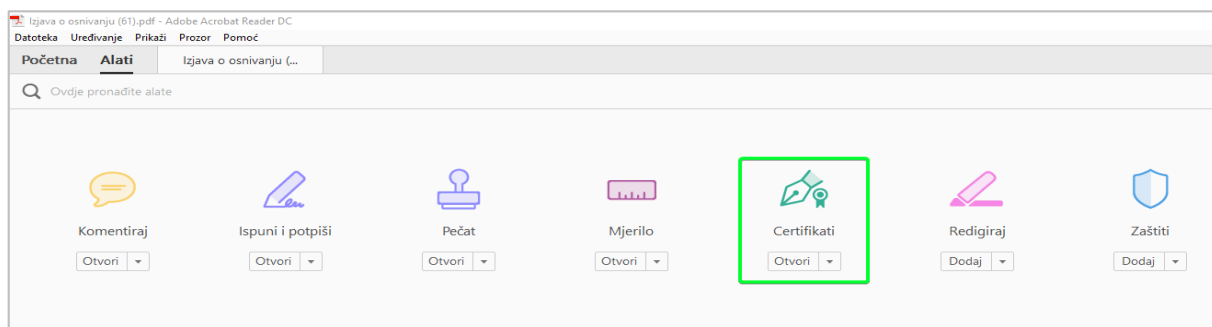 Izjava o osnivanju (61).pdf - Adobe Acrobat Reader DC
Datoteka Uređivanje Prikaži Prozor Pomoć
Početna Alati Izjava o osnivanju (...
Ovdje pronađite alate
Komentiraj Ispuni i potpiši Pečat Mjerilo Certifikati Redigiraj Zaštiti
Otvori Otvori Otvori Otvori Otvori Dodaj Dodaj